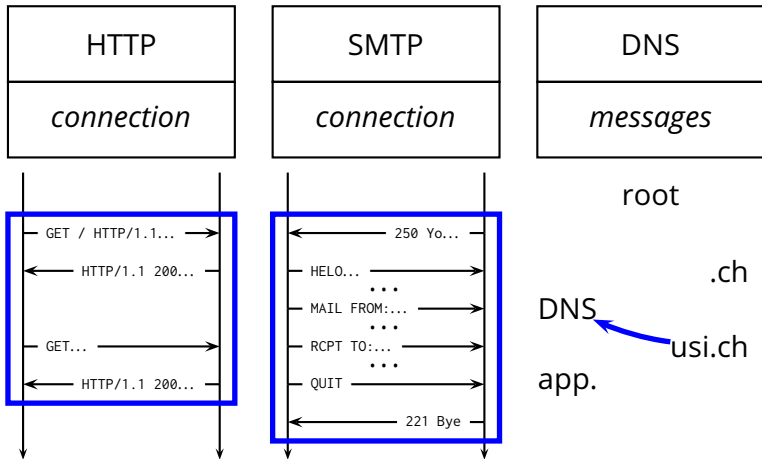 HTTP
connection
GET / HTTP/1.1...
HTTP/1.1 200...
GET...
HTTP/1.1 200...
SMTP
connection
250 Yo...
HELO...
...
MAIL FROM:...
...
RCPT TO:...
...
QUIT
221 Bye
DNS
messages
root
.ch
DNS
usi.ch
app.